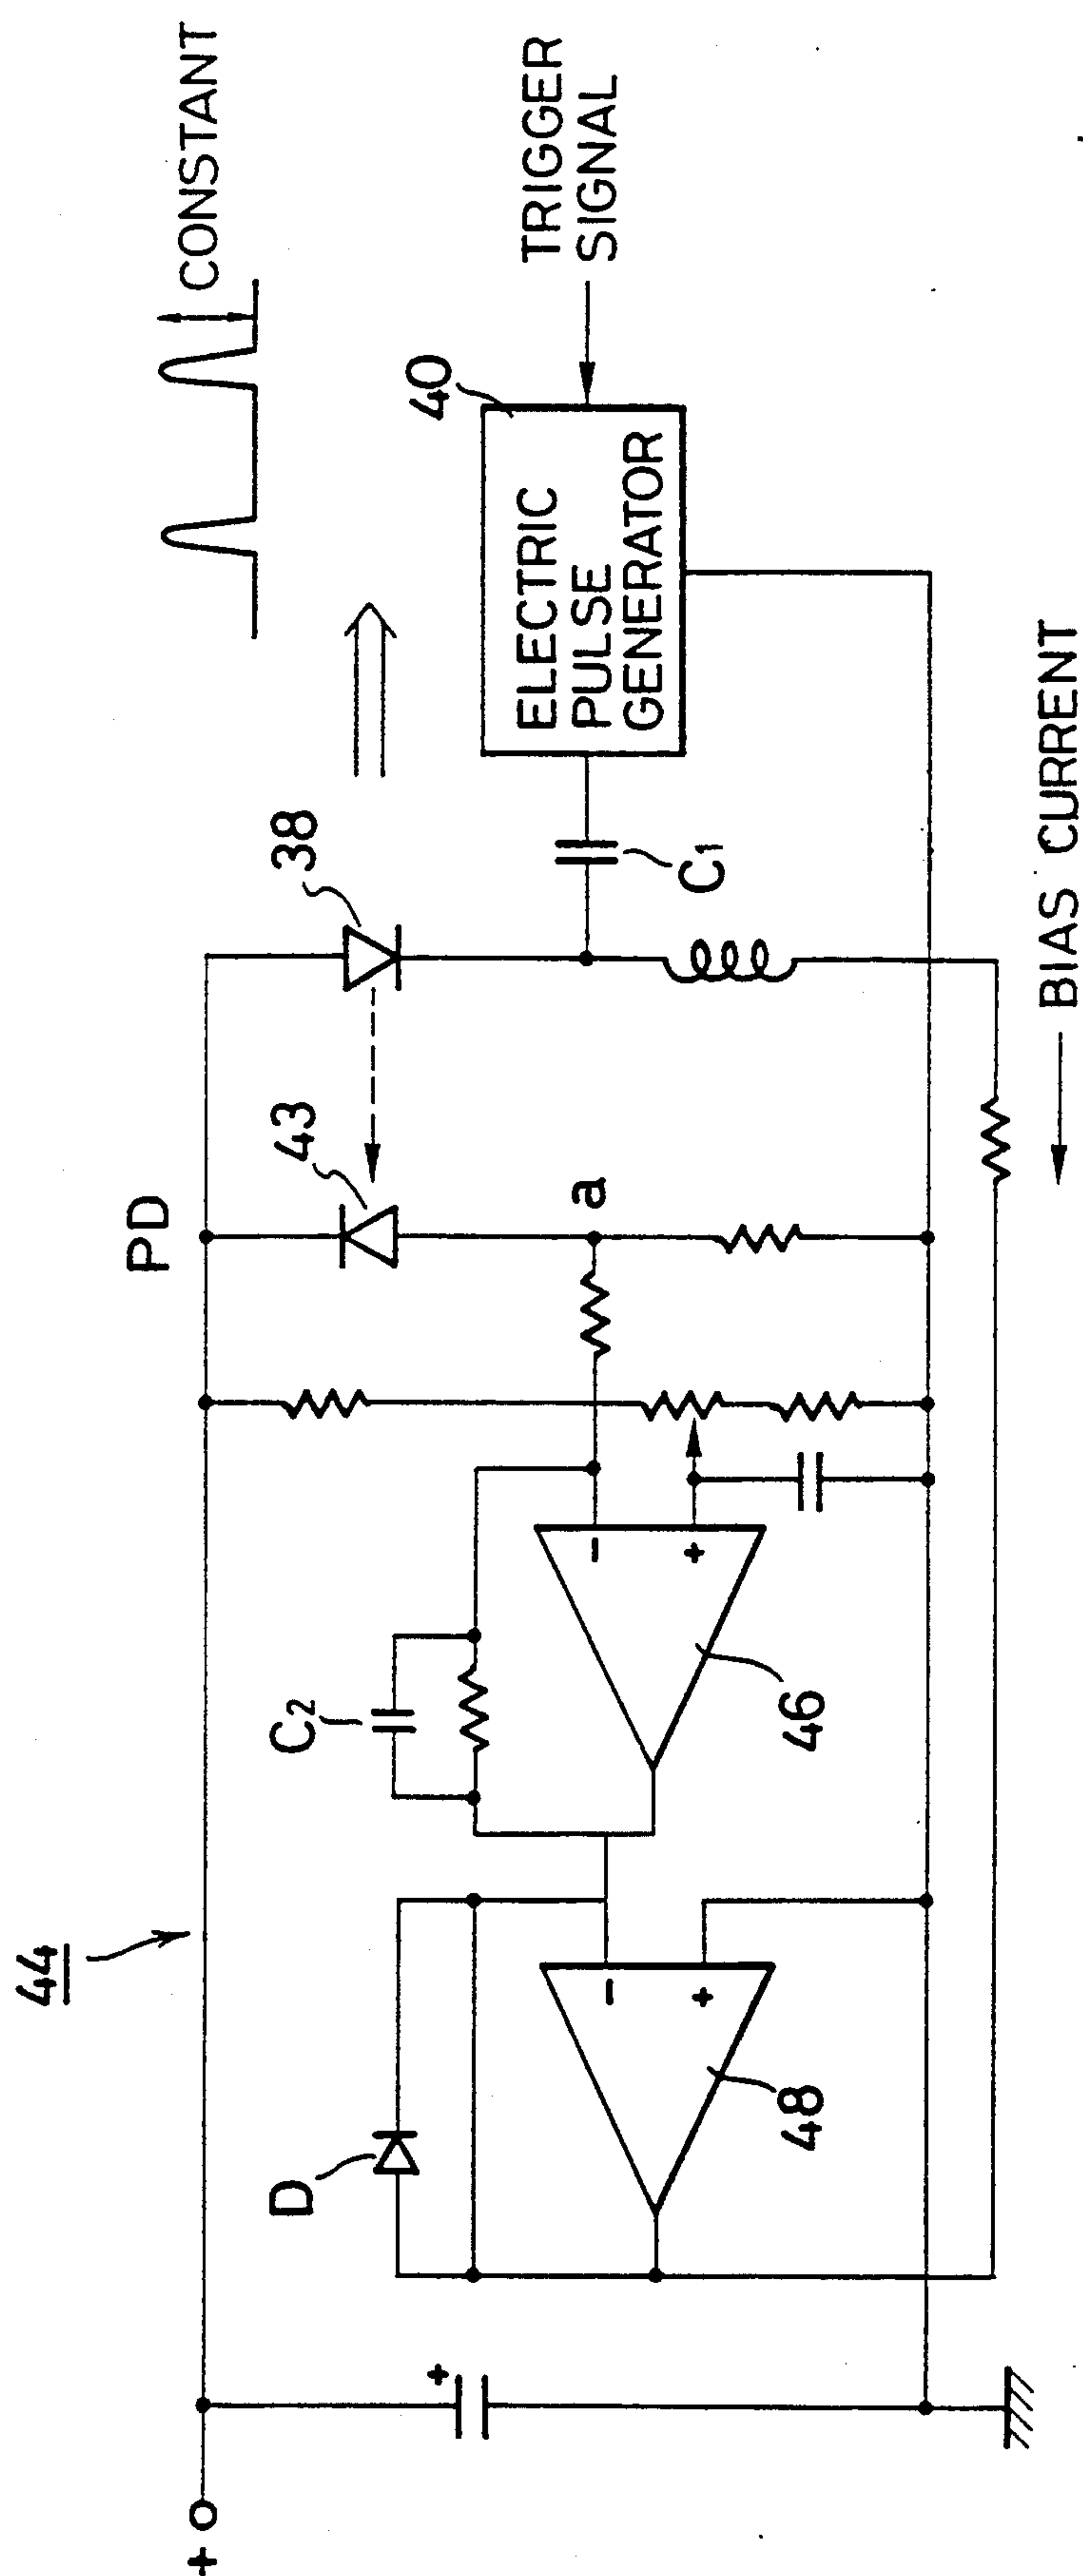 44
+
PD
43
38
CONSTANT
D
C2
a
40
ELECTRIC
PULSE
GENERATOR
TRIGGER
SIGNAL
C1
+
-
+
48
-
+
46
BIAS CURRENT